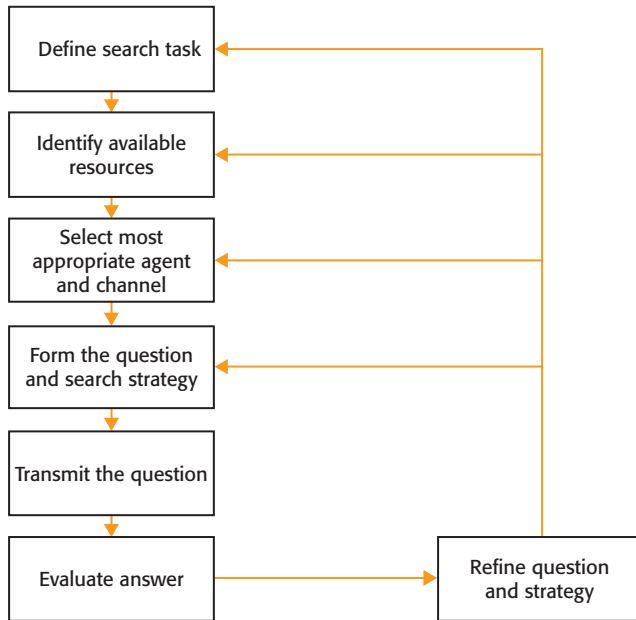 Define search task
Identify available
resources
Select most
appropriate agent
and channel
Form the question
and search strategy
Transmit the question
Evaluate answer
Refine question
and strategy